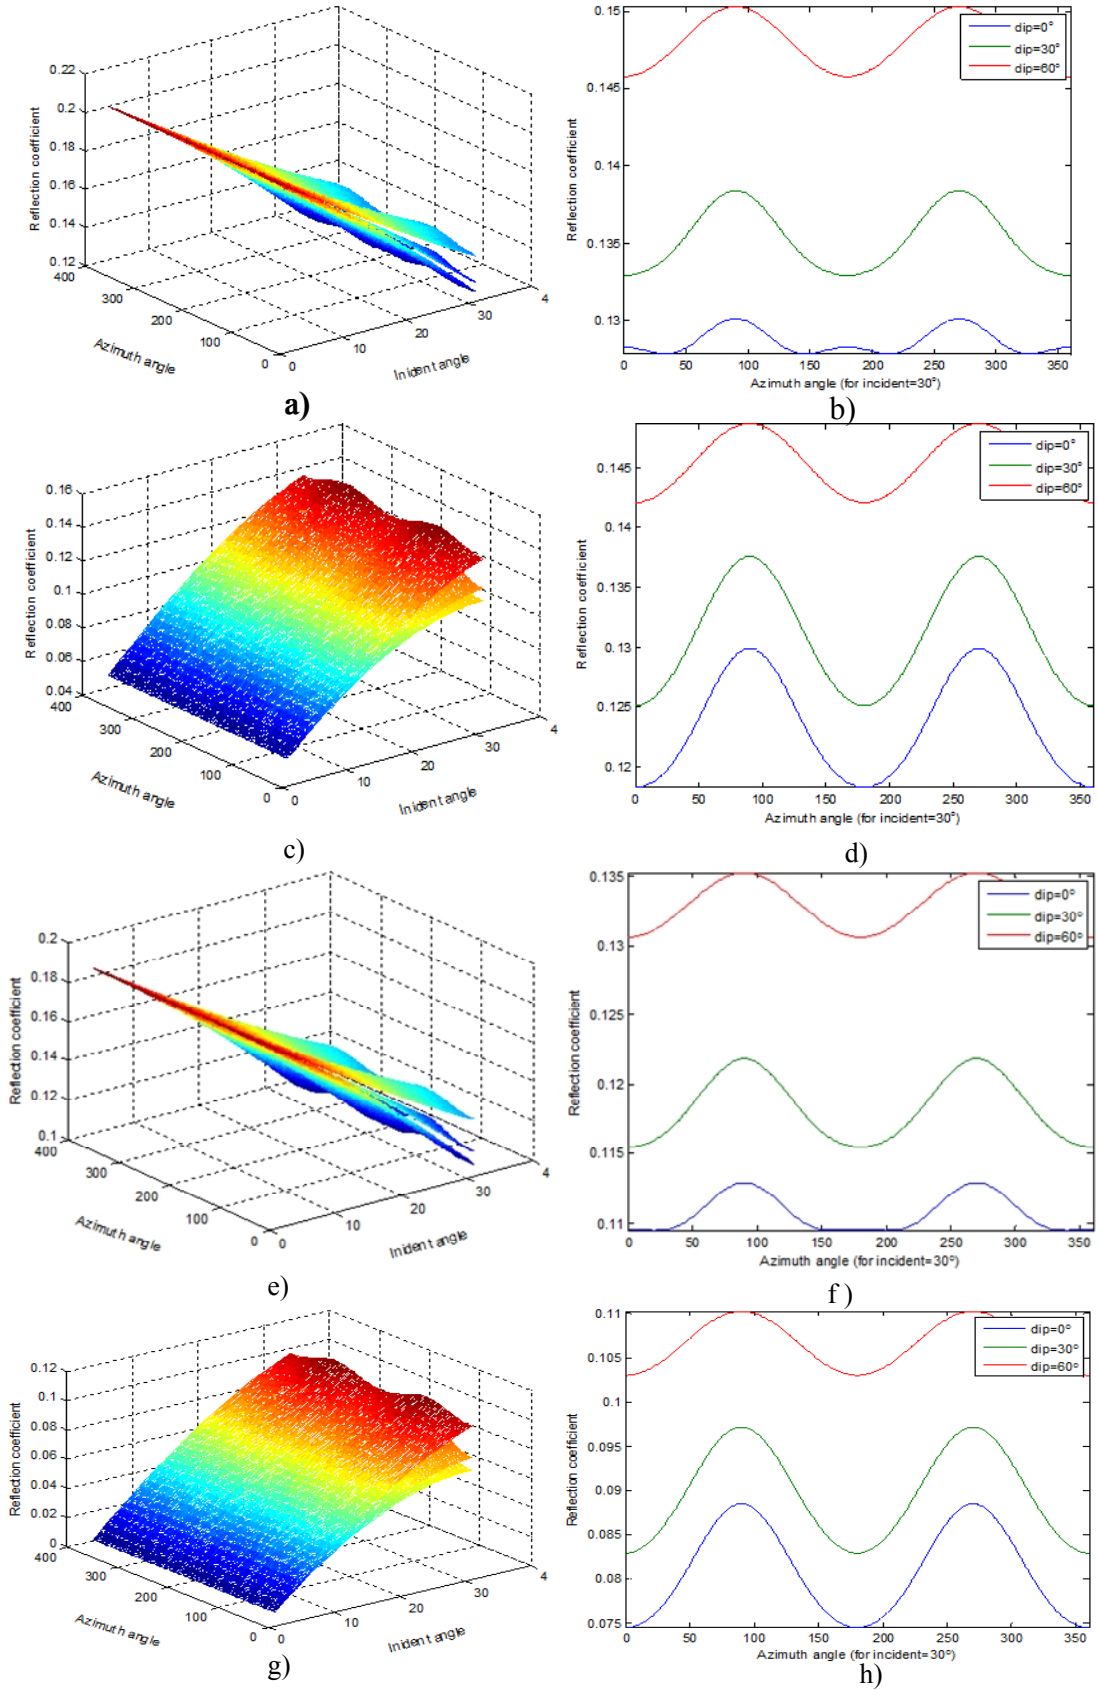 0.22
0.2
0.18
0.16
0.14
0.12
Reflection coefficient
400
300
200
100
0
Azimuth angle
0
10
20
30
4
Inident angle
a)
0.15
0.145
0.14
0.135
0.13
Reflection coefficient
dip=0°
dip=30°
dip=60°
0 50 100 150 200 250 300 350
Azimuth angle (for incident=30°)
b)
0.16
0.14
0.12
0.1
0.08
0.06
0.04
Reflection coefficient
400
300
200
100
0
Azimuth angle
0
10
20
30
4
Inident angle
c)
0.145
0.14
0.135
0.13
0.125
0.12
Reflection coefficient
dip=0°
dip=30°
dip=60°
0 50 100 150 200 250 300 350
Azimuth angle (for incident=30°)
d)
0.2
0.18
0.16
0.14
0.12
0.1
Reflection coefficient
400
300
200
100
0
Azimuth angle
0
10
20
30
4
Inident angle
e)
0.135
0.13
0.125
0.12
0.115
0.11
Reflection coefficient
dip=0°
dip=30°
dip=60°
0 50 100 150 200 250 300 350
Azimuth angle (for incident=30°)
f )
0.12
0.1
0.08
0.06
0.04
0.02
0
Reflection coefficient
400
300
200
100
0
Azimuth angle
0
10
20
30
4
Inident angle
g)
0.11
0.105
0.1
0.095
0.09
0.085
0.08
0.075
Reflection coefficient
dip=0°
dip=30°
dip=60°
0 50 100 150 200 250 300 350
Azimuth angle (for incident=30°)
h)